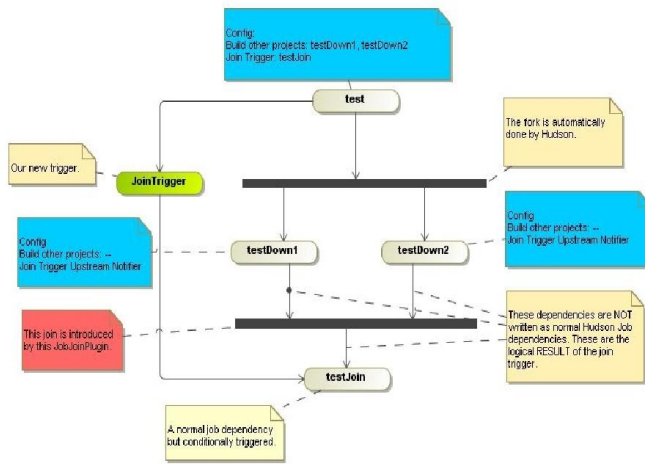 Config:
Build other projects: testDown1, testDown2
Join Trigger: testJoin
test
The fork is automatically
done by Hudson.
Our new trigger.
JoinTrigger
Config
Build other projects: --
Join Trigger Upstream Notifier
testDown1
testDown2
Config
Build other projects: --
Join Trigger Upstream Notifier
This join is introduced
by this JobJoinPlugin.
These dependencies are NOT
written as normal Hudson Job
dependencies. These are the
logical RESULT of the join
trigger.
testJoin
A normal job dependency
but conditionally triggered.